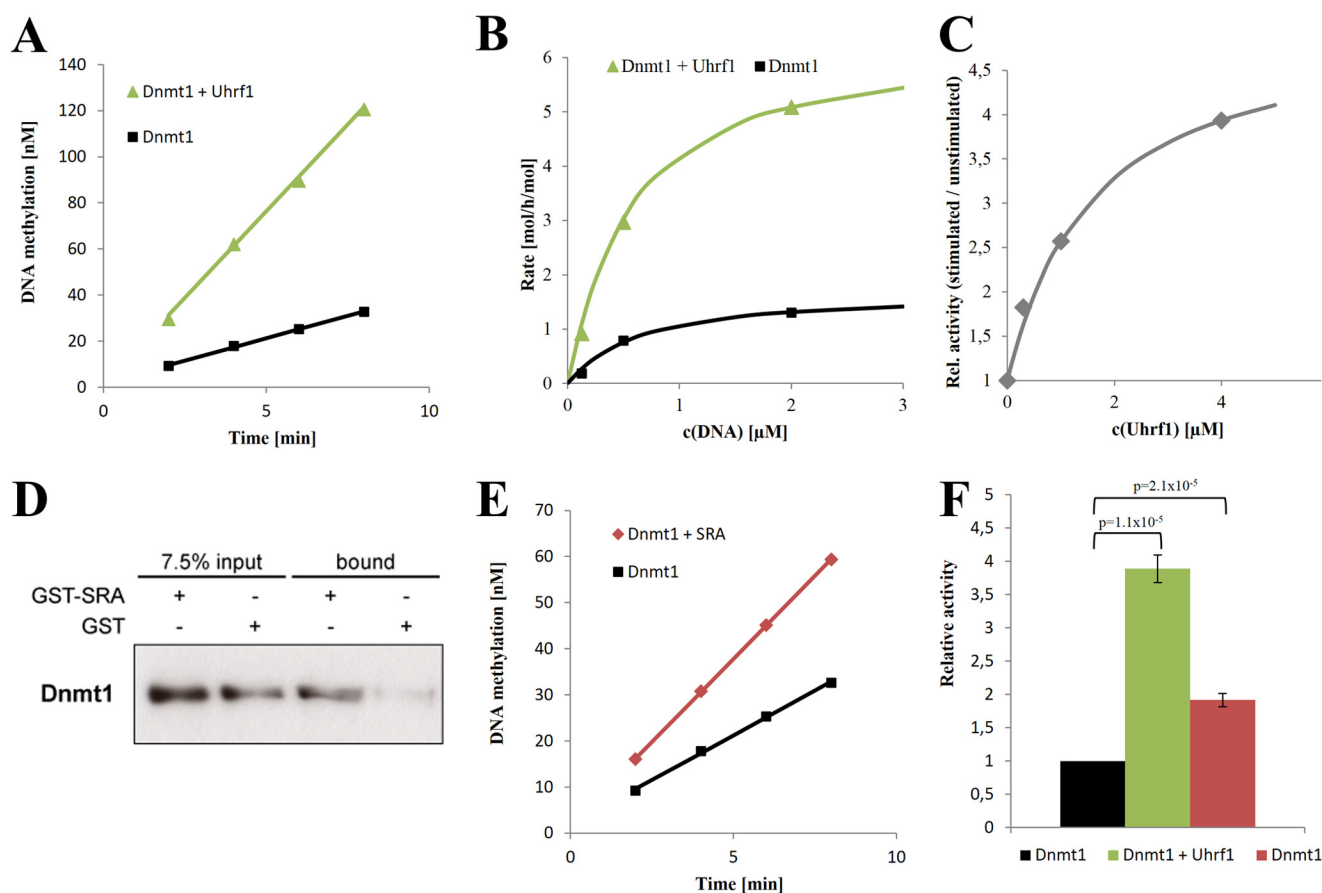 A
DNA methylation [nM]
140
120
100
80
60
40
20
0
0
5
10
Time [min]
Dnmt1 + Uhrf1
Dnmt1
B
Rate [mol/h/mol]
6
5
4
3
2
1
0
0
1
2
3
c(DNA) [µM]
Dnmt1 + Uhrf1
Dnmt1
C
Rel. activity (stimulated / unstimulated)
4,5
4
3,5
3
2,5
2
1,5
1
0
2
4
c(Uhrf1) [µM]
D
7.5% input bound
GST-SRA + - + -
GST - + - +
Dnmt1
E
DNA methylation [nM]
70
60
50
40
30
20
10
0
0
5
10
Time [min]
Dnmt1 + SRA
Dnmt1
F
Relative activity
5
4,5
4
3,5
3
2,5
2
1,5
1
0,5
0
p=2.1x10-5
p=1.1x10-5
Dnmt1 Dnmt1 + Uhrf1 Dnmt1